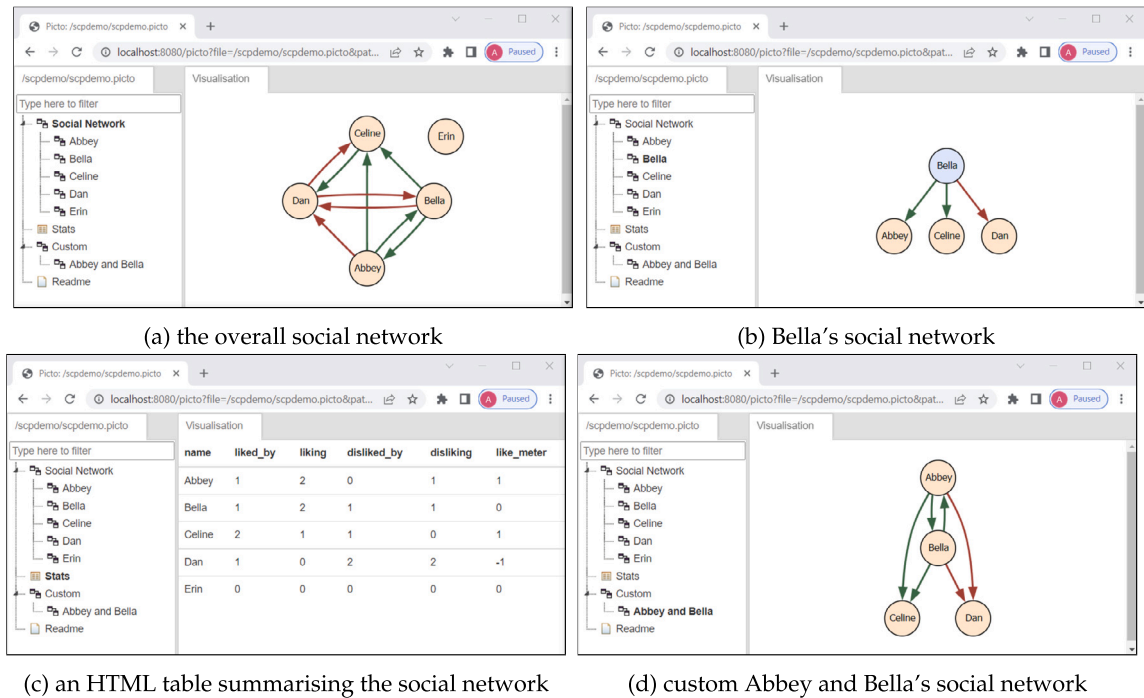 Picto: /scpdemo/scpdemo.picto
localhost:8080/picto?file=/scpdemo/scpdemo.picto&pat...
A Paused
/scpdemo/scpdemo.picto
Visualisation
Type here to filter
Social Network
Abbey
Bella
Celine
Dan
Erin
Stats
Custom
Abbey and Bella
Readme
Celine
Erin
Dan
Bella
Abbey
(a) the overall social network
Picto: /scpdemo/scpdemo.picto
localhost:8080/picto?file=/scpdemo/scpdemo.picto&pat...
A Paused
/scpdemo/scpdemo.picto
Visualisation
Type here to filter
Social Network
Abbey
Bella
Celine
Dan
Erin
Stats
Custom
Abbey and Bella
Readme
Bella
Abbey Celine Dan
(b) Bella's social network
Picto: /scpdemo/scpdemo.picto
localhost:8080/picto?file=/scpdemo/scpdemo.picto&pat...
A Paused
/scpdemo/scpdemo.picto
Visualisation
Type here to filter
Social Network
Abbey
Bella
Celine
Dan
Erin
Stats
Custom
Abbey and Bella
Readme
name liked_by liking disliked_by disliking like_meter
Abbey 1 2 0 1 1
Bella 1 2 1 1 0
Celine 2 1 1 0 1
Dan 1 0 2 2 -1
Erin 0 0 0 0 0
(c) an HTML table summarising the social network
Picto: /scpdemo/scpdemo.picto
localhost:8080/picto?file=/scpdemo/scpdemo.picto&pat...
A Paused
/scpdemo/scpdemo.picto
Visualisation
Type here to filter
Social Network
Abbey
Bella
Celine
Dan
Erin
Stats
Custom
Abbey and Bella
Readme
Abbey
Bella
Celine Dan
(d) custom Abbey and Bella's social network